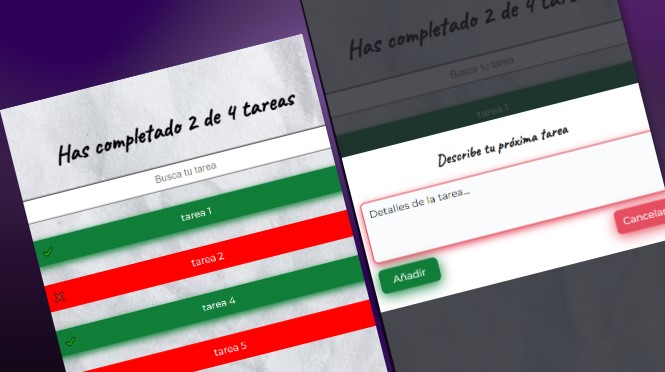 Has completado 2 de 4 tareas
Busca tu tarea
tarea 1
tarea 2
tarea 4
tarea 5
Has completado 2 de 4 tareas
Busca tu tarea
tarea 1
Describe tu próxima tarea
Detalles de la tarea...
Cancelar
Añadir